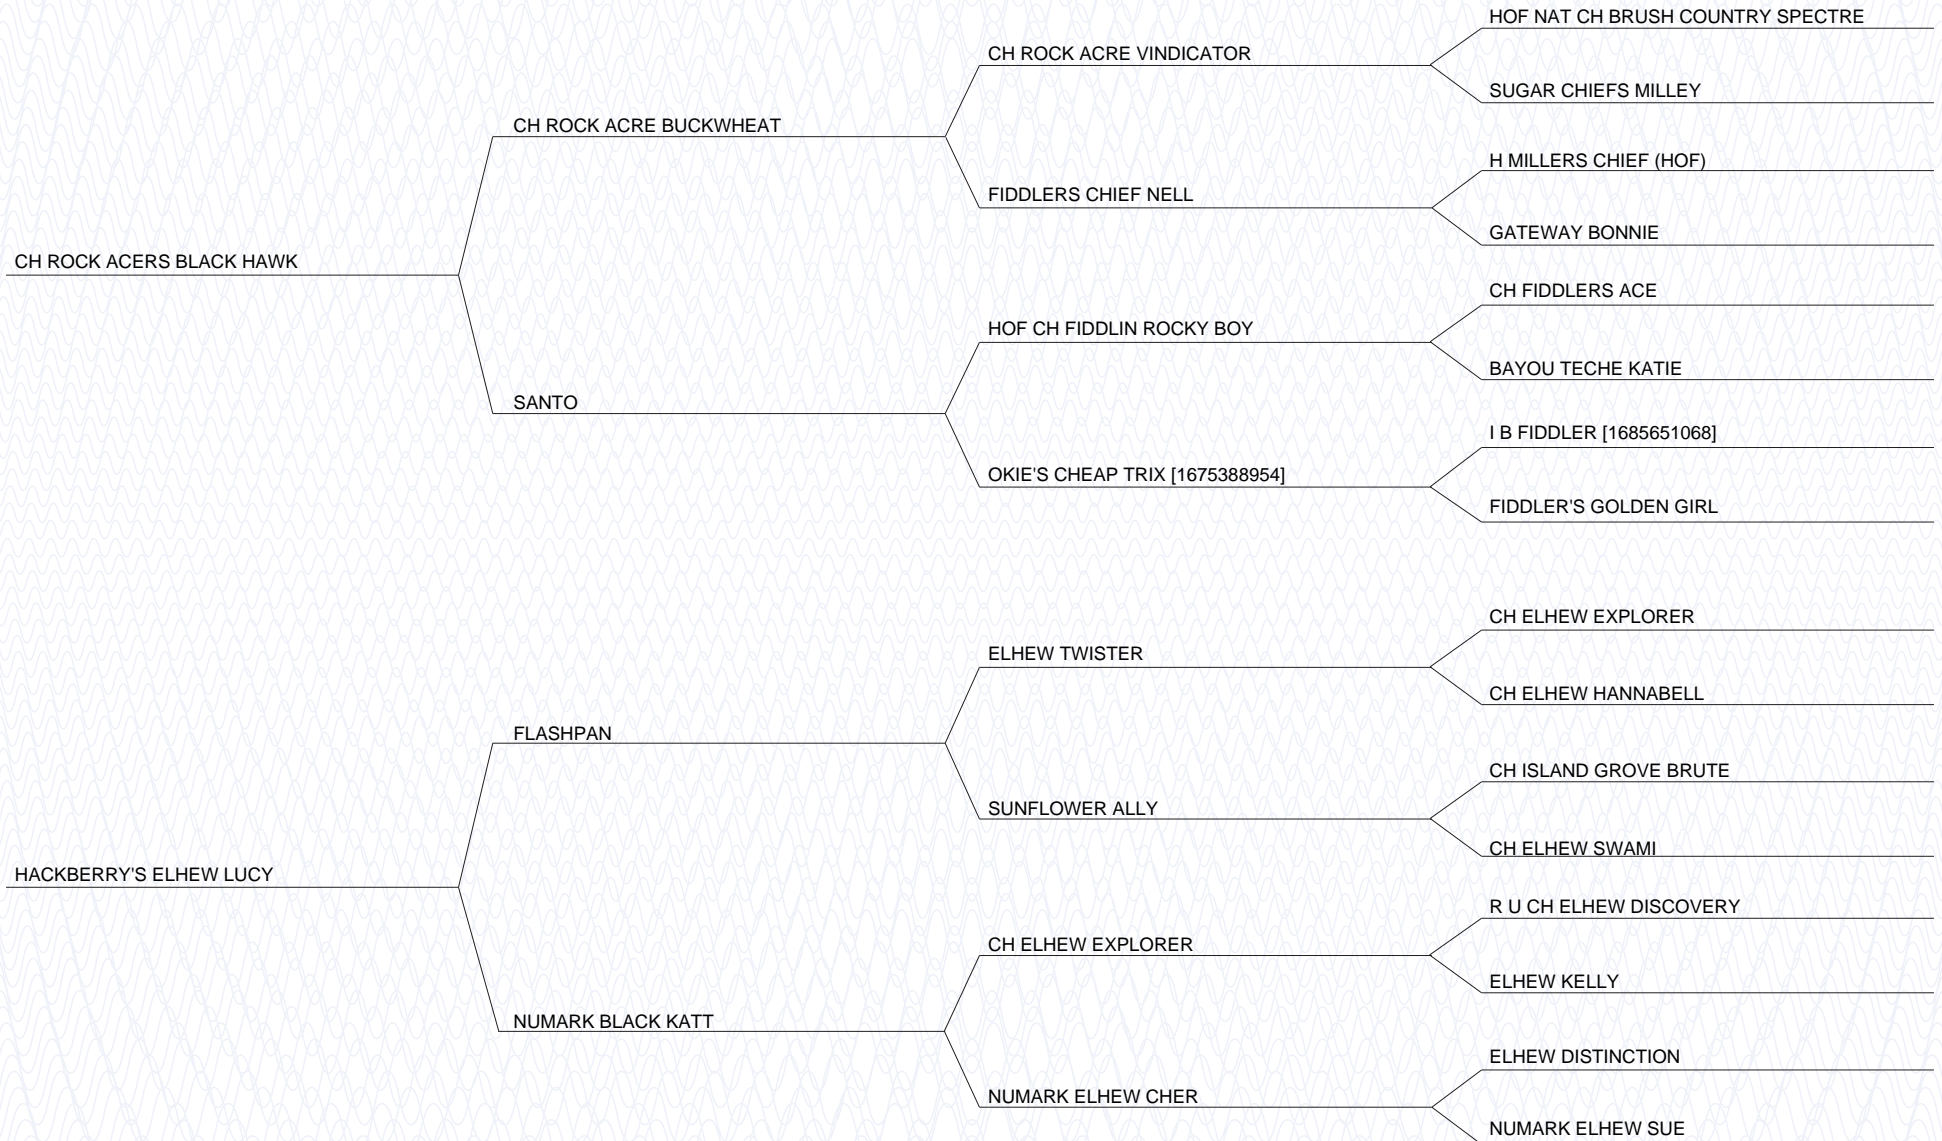 HOF NAT CH BRUSH COUNTRY SPECTRE
CH ROCK ACRE VINDICATOR
SUGAR CHIEFS MILLEY
CH ROCK ACRE BUCKWHEAT
H MILLERS CHIEF (HOF)
FIDDLERS CHIEF NELL
GATEWAY BONNIE
CH ROCK ACERS BLACK HAWK
CH FIDDLERS ACE
HOF CH FIDDLIN ROCKY BOY
BAYOU TECHE KATIE
SANTO
I B FIDDLER [1685651068]
OKIE'S CHEAP TRIX [1675388954]
FIDDLER'S GOLDEN GIRL
CH ELHEW EXPLORER
ELHEW TWISTER
CH ELHEW HANNABELL
FLASHPAN
CH ISLAND GROVE BRUTE
SUNFLOWER ALLY
CH ELHEW SWAMI
HACKBERRY'S ELHEW LUCY
R U CH ELHEW DISCOVERY
CH ELHEW EXPLORER
ELHEW KELLY
NUMARK BLACK KATT
ELHEW DISTINCTION
NUMARK ELHEW CHER
NUMARK ELHEW SUE